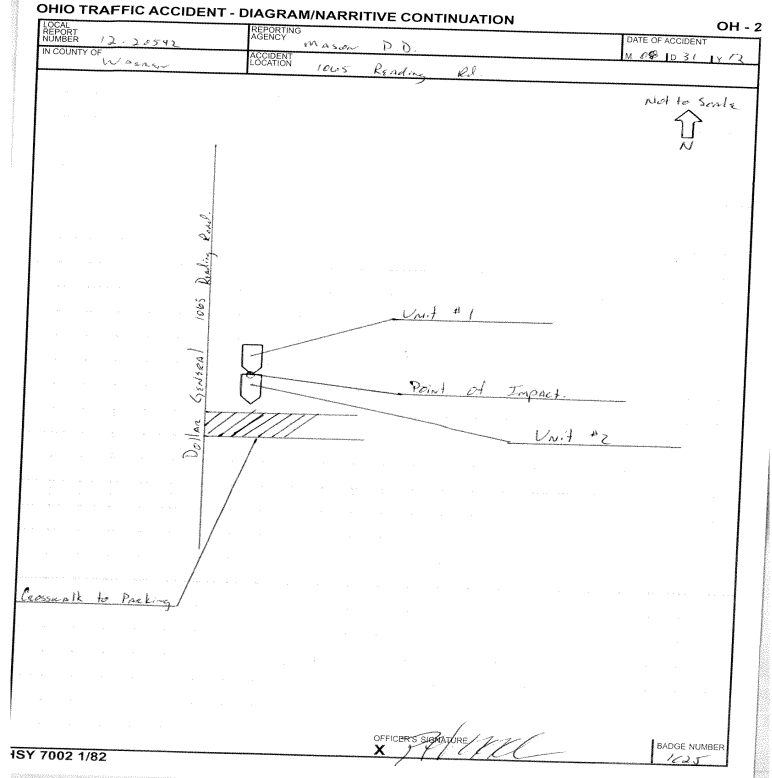 OHIO TRAFFIC ACCIDENT - DIAGRAM/NARRITIVE CONTINUATION
OH - 2
LOCAL REPORT NUMBER 12-20542
REPORTING AGENCY Mason P.D.
DATE OF ACCIDENT M 08 D 31 Y 12
IN COUNTY OF Warren
ACCIDENT LOCATION 1065 Reading Rd
Not to Scale
N
Dollar General 1065 Reading Road.
Unit #1
Point of Impact.
Unit #2
Crosswalk to Parking
OFFICER'S SIGNATURE
X
BADGE NUMBER
1625
HSY 7002 1/82